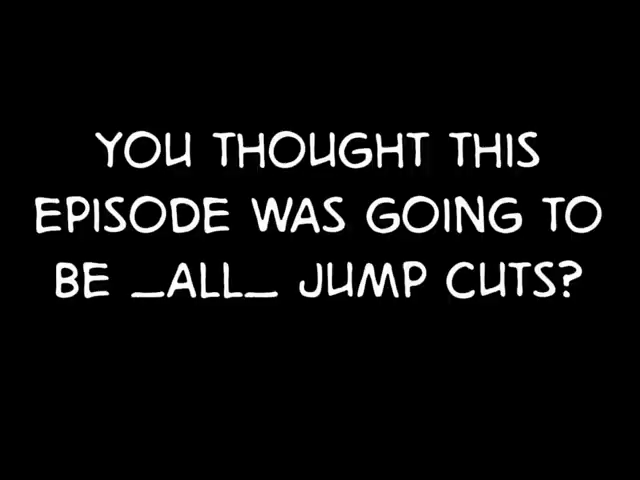 YOU THOUGHT THIS
EPISODE WAS GOING TO
BE _ALL_ JUMP CUTS?